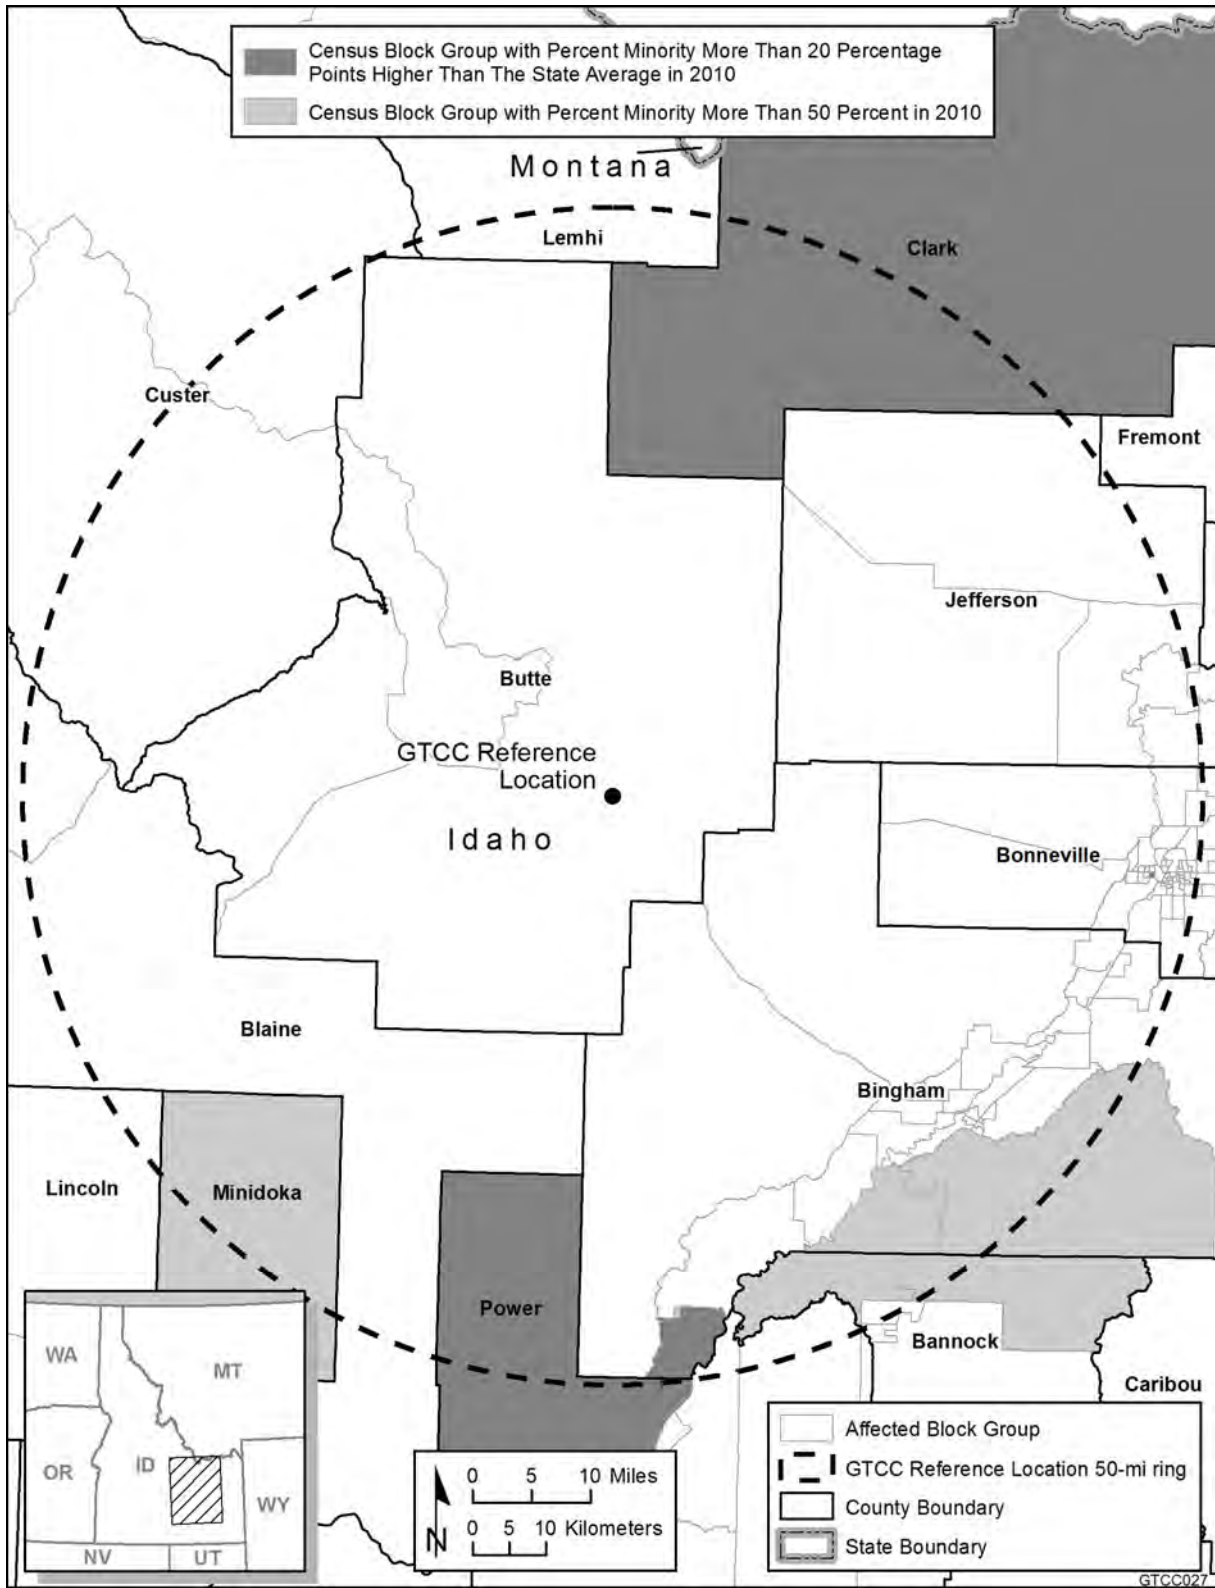 Census Block Group with Percent Minority More Than 20 Percentage
Points Higher Than The State Average in 2010
Census Block Group with Percent Minority More Than 50 Percent in 2010
Montana
Lemhi
Clark
Custer
Fremont
Jefferson
Butte
GTCC Reference
Location
Idaho
Bonneville
Blaine
Bingham
Lincoln
Minidoka
Power
Bannock
Caribou
WA
MT
OR
ID
WY
NV
UT
0 5 10 Miles
0 5 10 Kilometers
N
Affected Block Group
GTCC Reference Location 50-mi ring
County Boundary
State Boundary
GTCC027